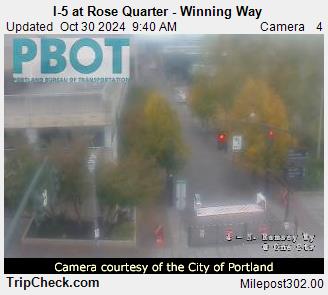 I-5 at Rose Quarter - Winning Way
Updated Oct 30 2024 9:40 AM Camera 4
PBOT
PORTLAND BUREAU OF TRANSPORTATION
Camera courtesy of the City of Portland
TripCheck.com Milepost302.00